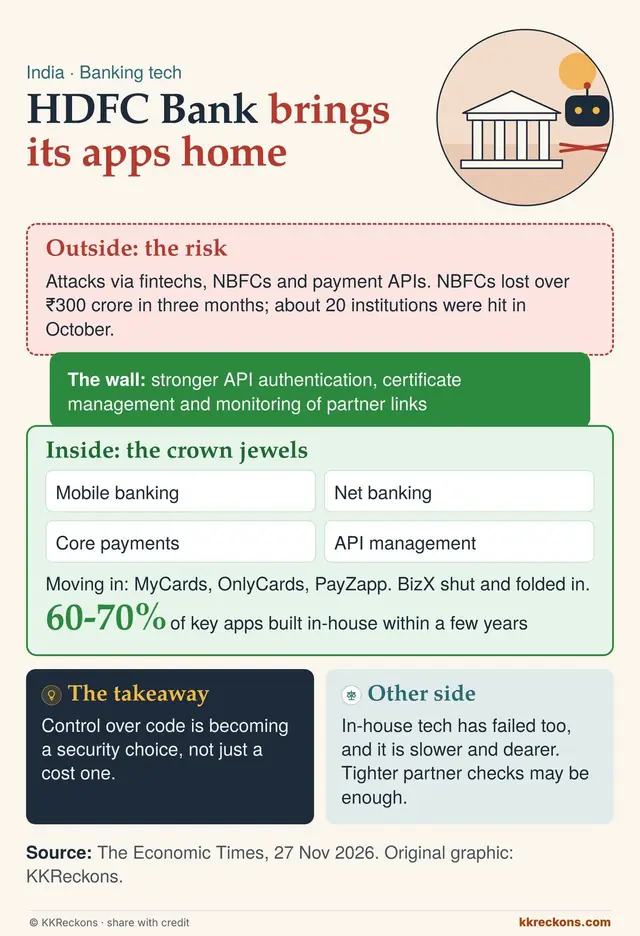 India · Banking tech
HDFC Bank brings
its apps home
Outside: the risk
Attacks via fintechs, NBFCs and payment APIs. NBFCs lost over
₹300 crore in three months; about 20 institutions were hit in
October.
The wall: stronger API authentication, certificate
management and monitoring of partner links
Inside: the crown jewels
Mobile banking
Net banking
Core payments
API management
Moving in: MyCards, OnlyCards, PayZapp. BizX shut and folded in.
60-70% of key apps built in-house within a few years
The takeaway
Control over code is becoming
a security choice, not just a
cost one.
Other side
In-house tech has failed too,
and it is slower and dearer.
Tighter partner checks may be
enough.
Source: The Economic Times, 27 Nov 2026. Original graphic:
KKReckons.
© KKReckons · share with credit
kkreckons.com